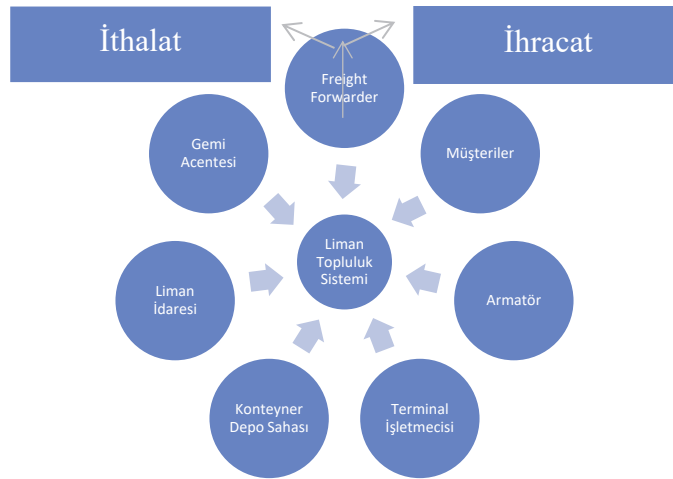 İthalat
İhracat
Freight
Forwarder
Gemi
Acentesi
Müşteriler
Liman
Topluluk
Sistemi
Liman
İdaresi
Armatör
Konteyner
Depo Sahası
Terminal
İşletmecisi